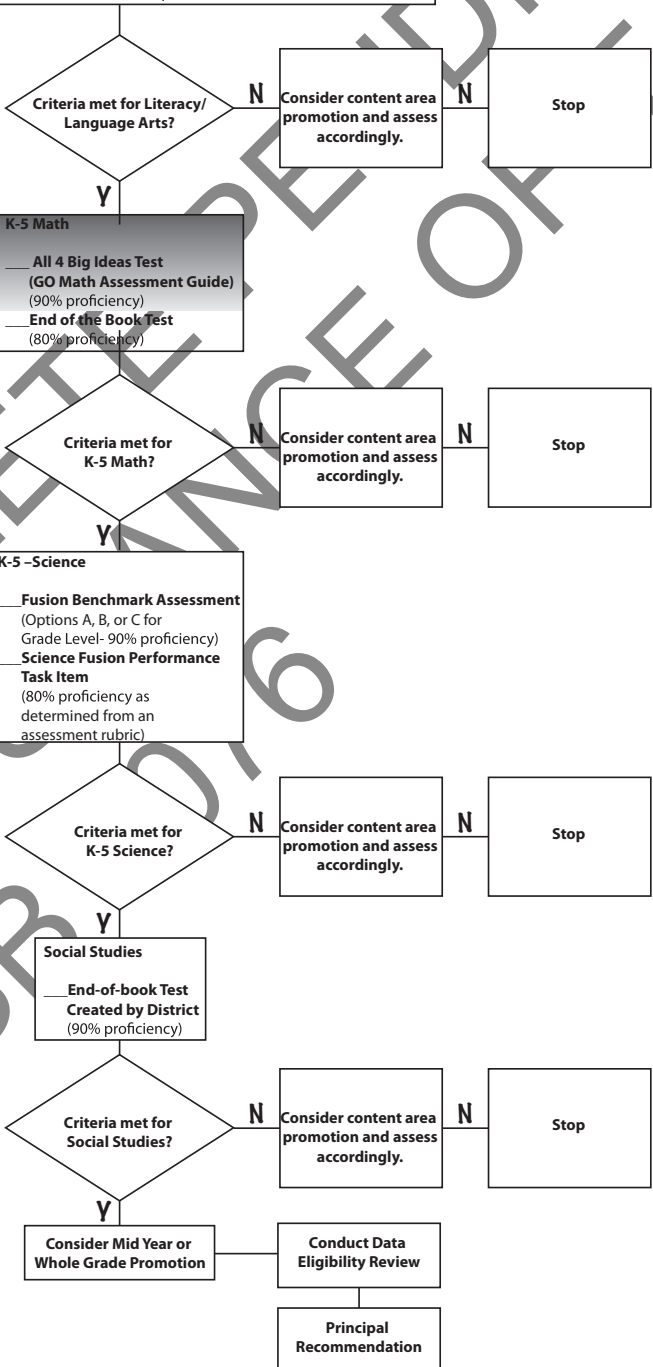 Criteria met for Literacy/
Language Arts?
N
Consider content area
promotion and assess
accordingly.
N
Stop
Y
K-5 Math
___ All 4 Big Ideas Test
(GO Math Assessment Guide)
(90% proficiency)
___End of the Book Test
(80% proficiency)
Criteria met for
K-5 Math?
N
Consider content area
promotion and assess
accordingly.
N
Stop
Y
K-5 –Science
___Fusion Benchmark Assessment
(Options A, B, or C for
Grade Level- 90% proficiency)
___Science Fusion Performance
Task Item
(80% proficiency as
determined from an
assessment rubric)
Criteria met for
K-5 Science?
N
Consider content area
promotion and assess
accordingly.
N
Stop
Y
Social Studies
___End-of-book Test
Created by District
(90% proficiency)
Criteria met for
Social Studies?
N
Consider content area
promotion and assess
accordingly.
N
Stop
Y
Consider Mid Year or
Whole Grade Promotion
Conduct Data
Eligibility Review
Principal
Recommendation